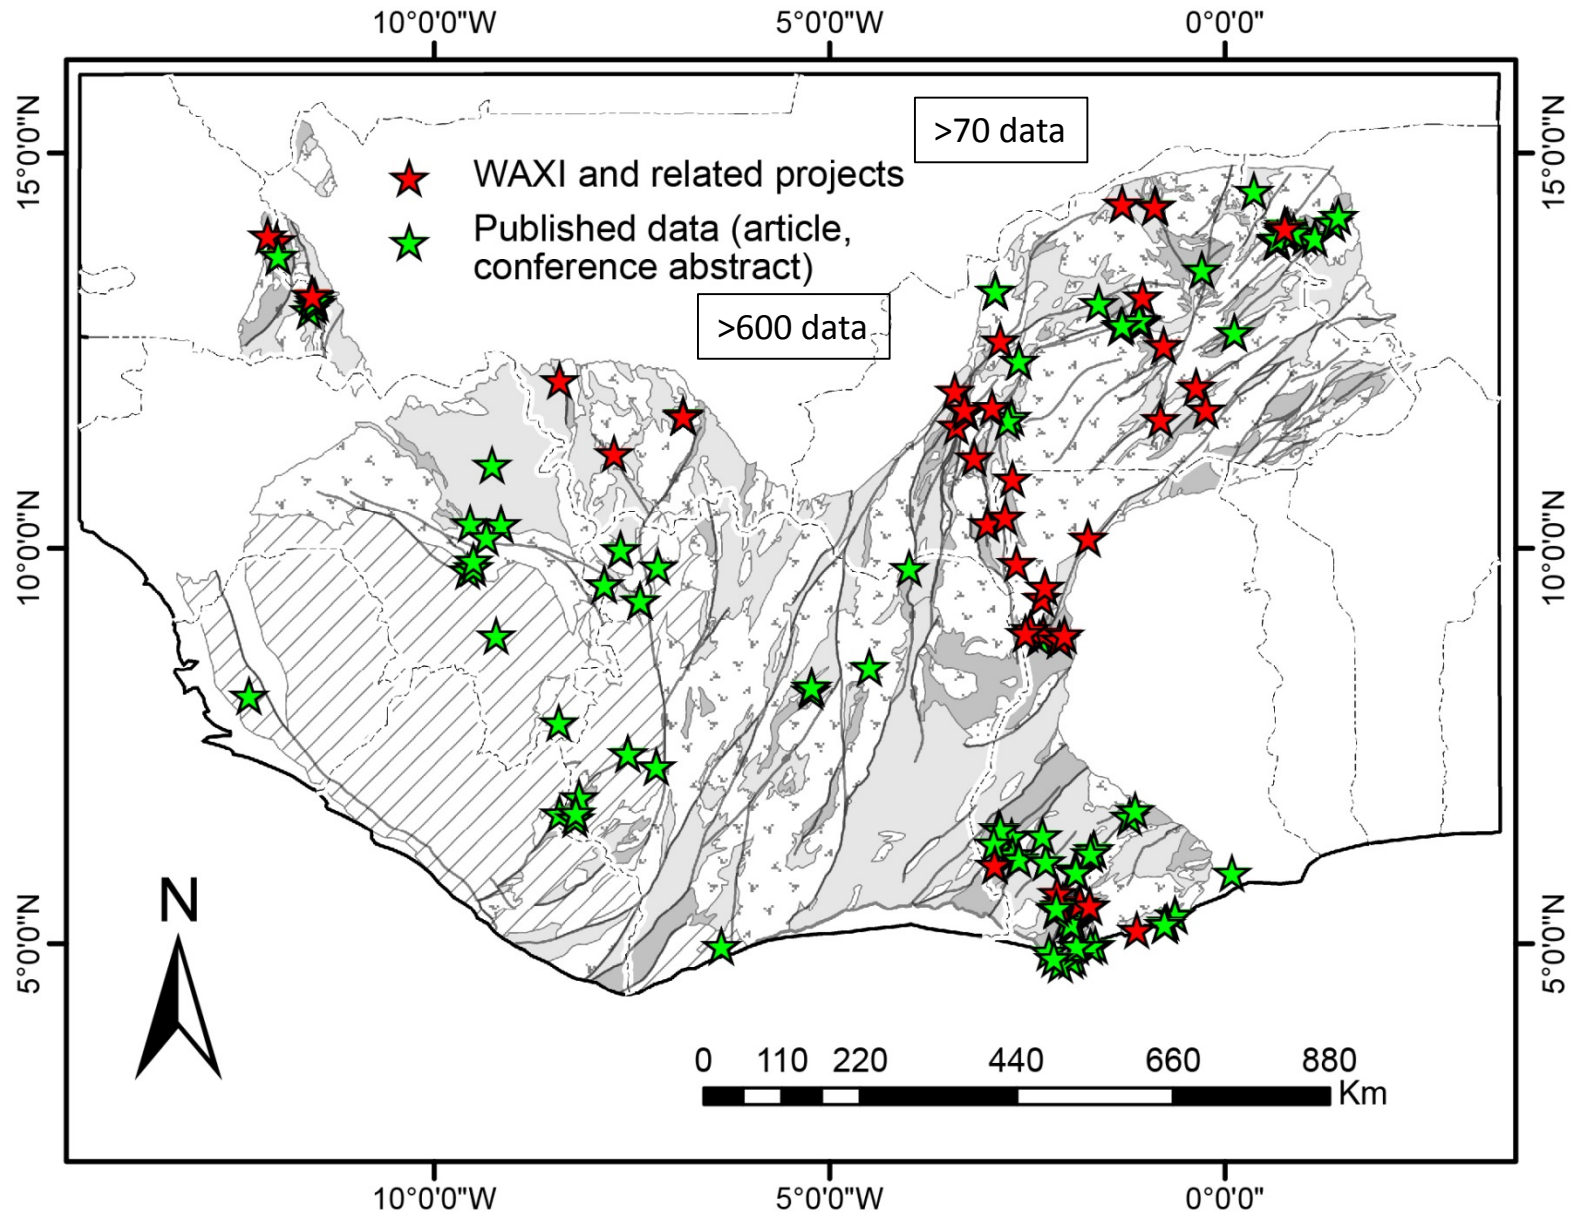 10°0'0"W 5°0'0"W 0°0'0"
>70 data
15°0'0"N 15°0'0"N
WAXI and related projects
Published data (article,
conference abstract)
>600 data
10°0'0"N 10°0'0"N
N
5°0'0"N 5°0'0"N
0 110 220 440 660 880
Km
10°0'0"W 5°0'0"W 0°0'0"